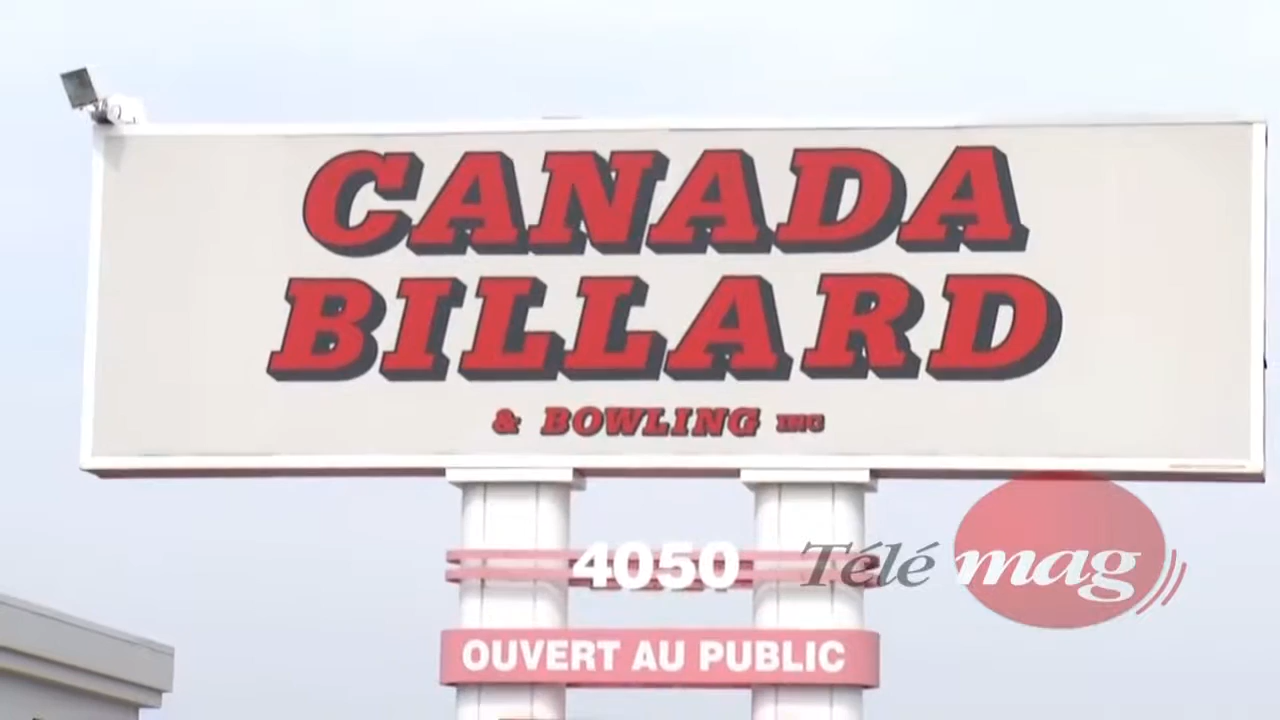 CANADA
BILLARD
& BOWLING INC
4050
Télé mag
OUVERT AU PUBLIC